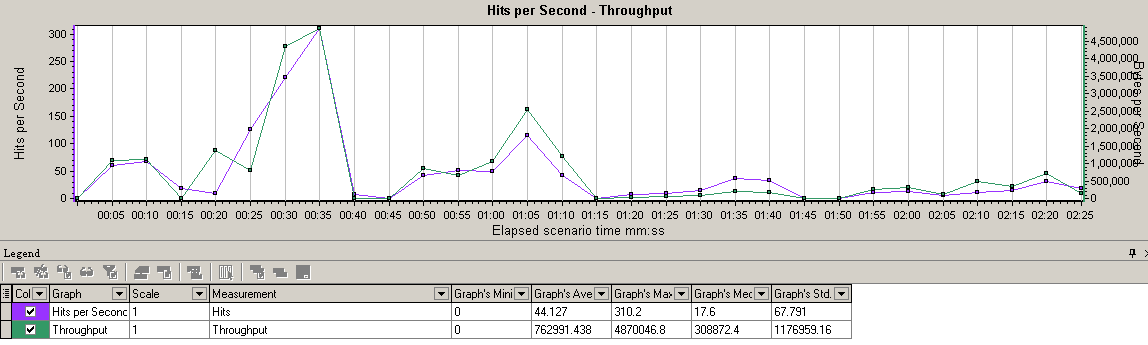 Hits per Second - Throughput
Hits per Second
300
250
200
150
100
50
0
4,500,000
4,000,000
3,500,000
3,000,000
2,500,000
2,000,000
1,500,000
1,000,000
500,000
0
Bytes per Second
00:05 00:10 00:15 00:20 00:25 00:30 00:35 00:40 00:45 00:50 00:55 01:00 01:05 01:10 01:15 01:20 01:25 01:30 01:35 01:40 01:45 01:50 01:55 02:00 02:05 02:10 02:15 02:20 02:25
Elapsed scenario time mm:ss
Legend
Col Graph Scale Measurement Graph's Mini Graph's Ave Graph's Max Graph's Med Graph's Std.
Hits per Second 1 Hits 0 44.127 310.2 17.6 67.791
Throughput 1 Throughput 0 762991.438 4870046.8 308872.4 1176959.16